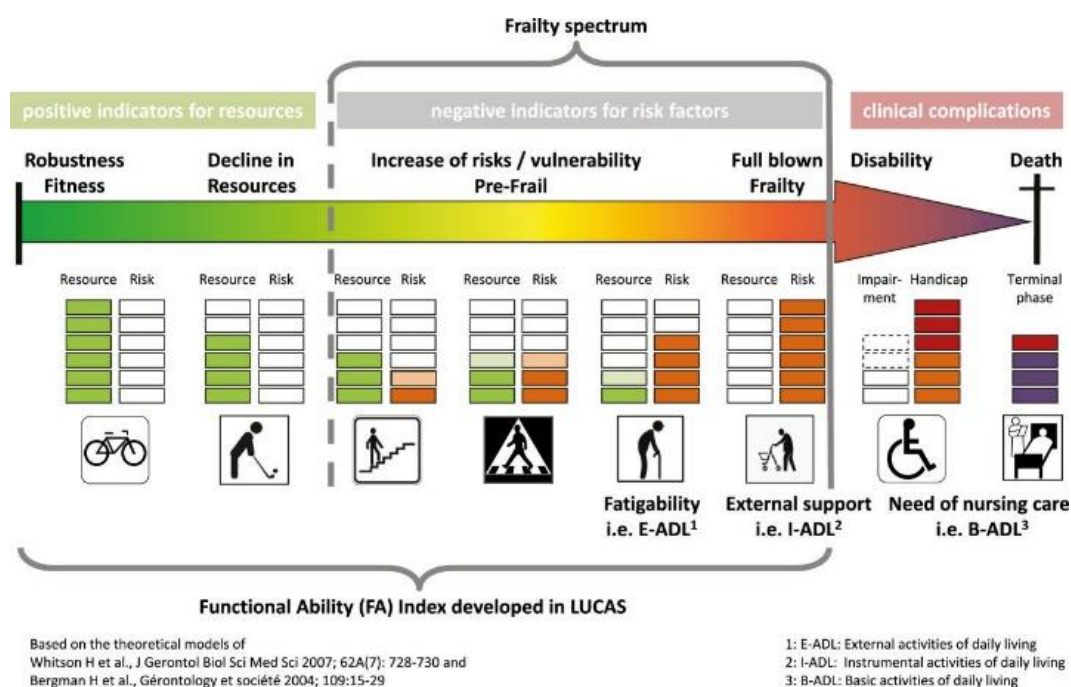 Frailty spectrum
positive indicators for resources
negative indicators for risk factors
clinical complications
Robustness
Fitness
Decline in
Resources
Increase of risks / vulnerability
Pre-Frail
Full blown
Frailty
Disability
Death
Resource Risk
Resource Risk
Resource Risk
Resource Risk
Resource Risk
Resource Risk
Impair-
ment
Handicap
Terminal
phase
Fatigability
i.e. E-ADL¹
External support
i.e. I-ADL²
Need of nursing care
i.e. B-ADL³
Functional Ability (FA) Index developed in LUCAS
Based on the theoretical models of
Whitson H et al., J Gerontol Biol Sci Med Sci 2007; 62A(7): 728-730 and
Bergman H et al., Gérontology et société 2004; 109:15-29
1: E-ADL: External activities of daily living
2: I-ADL: Instrumental activities of daily living
3: B-ADL: Basic activities of daily living